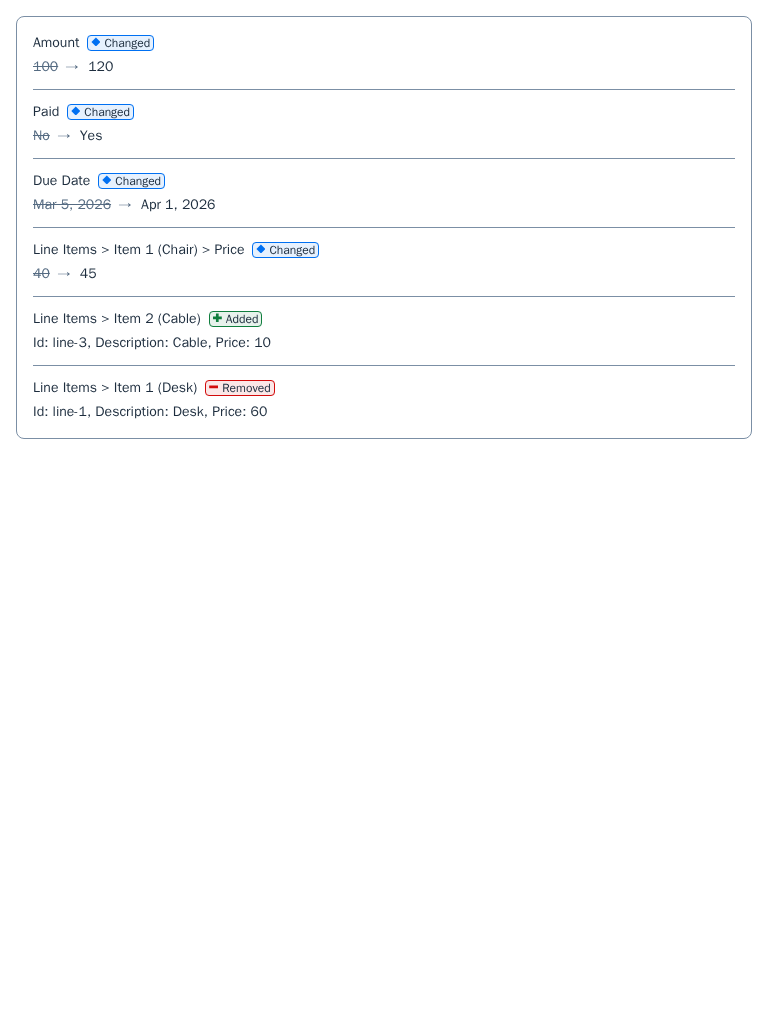 Amount Changed
100 → 120
Paid Changed
No → Yes
Due Date Changed
Mar 5, 2026 → Apr 1, 2026
Line Items > Item 1 (Chair) > Price Changed
40 → 45
Line Items > Item 2 (Cable) Added
Id: line-3, Description: Cable, Price: 10
Line Items > Item 1 (Desk) Removed
Id: line-1, Description: Desk, Price: 60